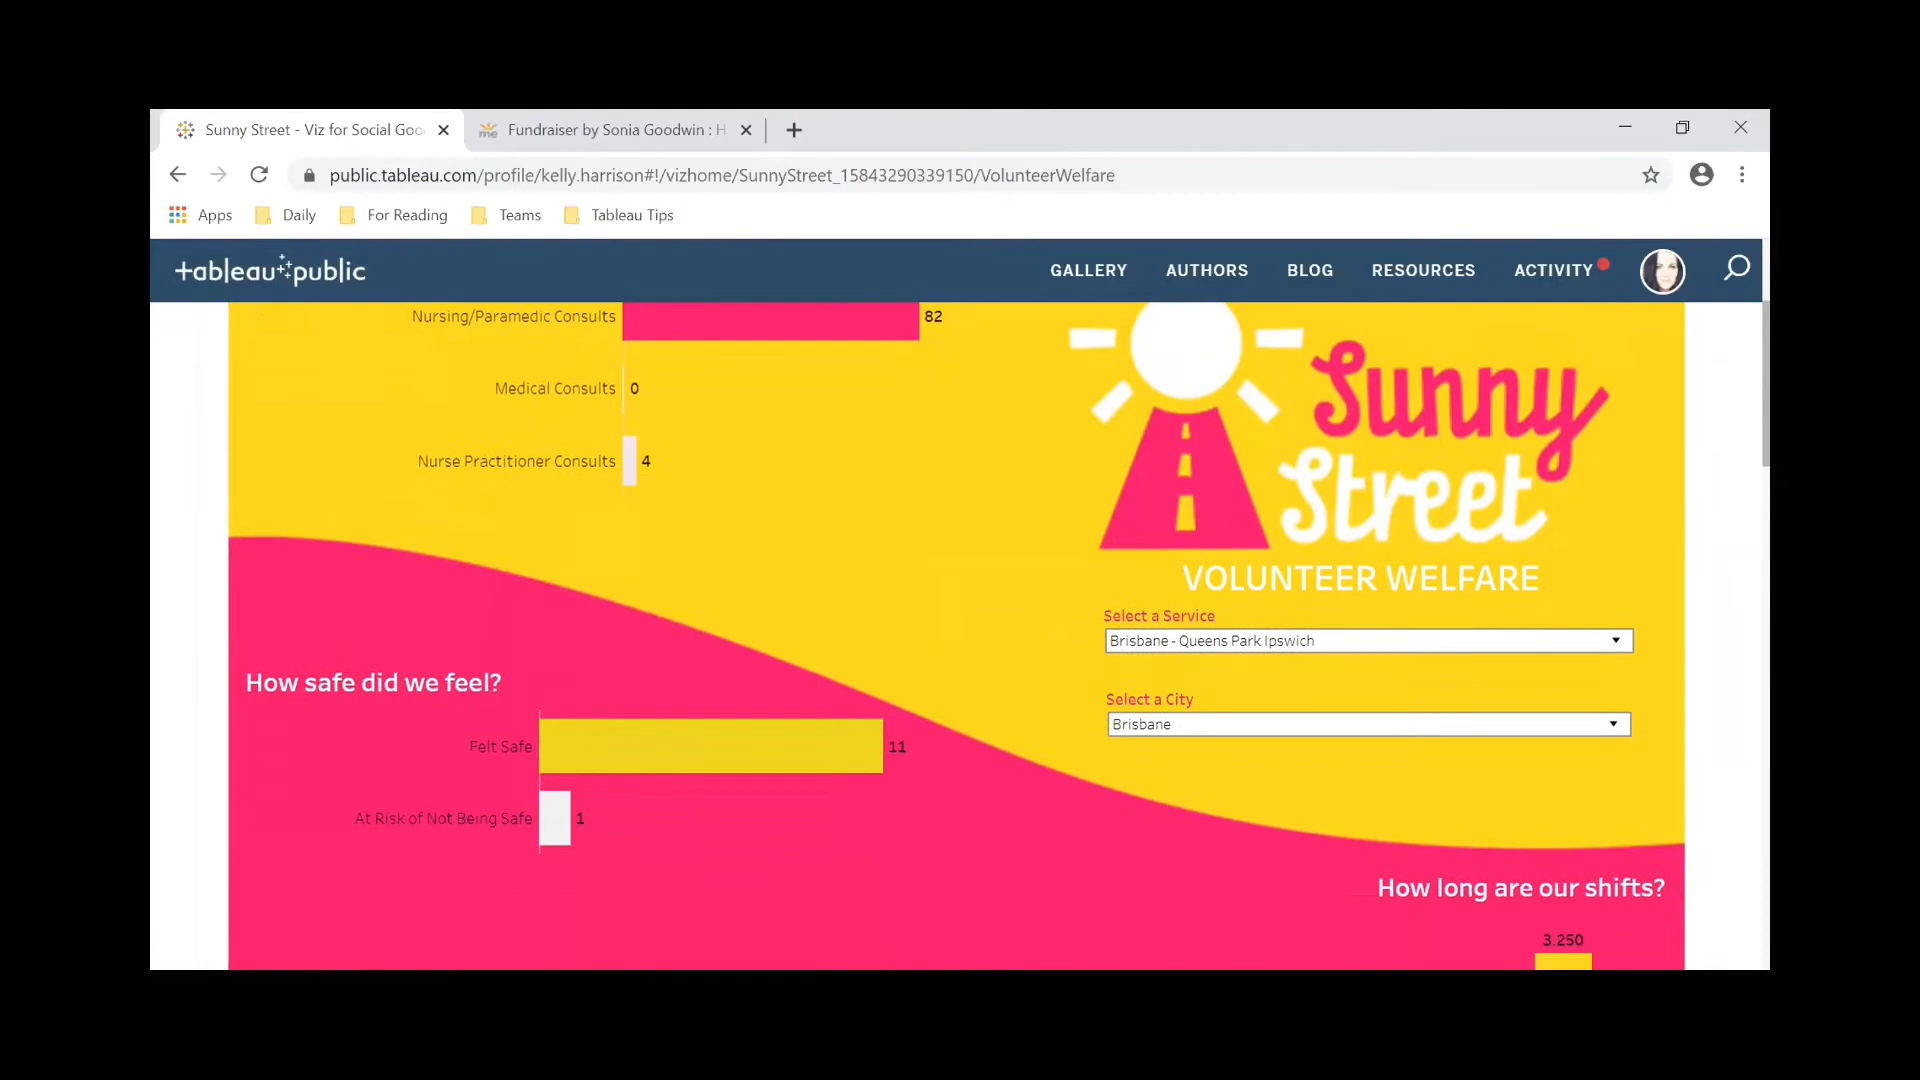 Sunny Street - Viz for Social Goo
Fundraiser by Sonia Goodwin : H
public.tableau.com/profile/kelly.harrison#!/vizhome/SunnyStreet_15843290339150/VolunteerWelfare
Apps Daily For Reading Teams Tableau Tips
+ableau public GALLERY AUTHORS BLOG RESOURCES ACTIVITY
Nursing/Paramedic Consults 82
Medical Consults 0
Nurse Practitioner Consults 4
Sunny
Street
VOLUNTEER WELFARE
Select a Service
Brisbane - Queens Park Ipswich
Select a City
Brisbane
How safe did we feel?
Felt Safe 11
At Risk of Not Being Safe 1
How long are our shifts?
3.250